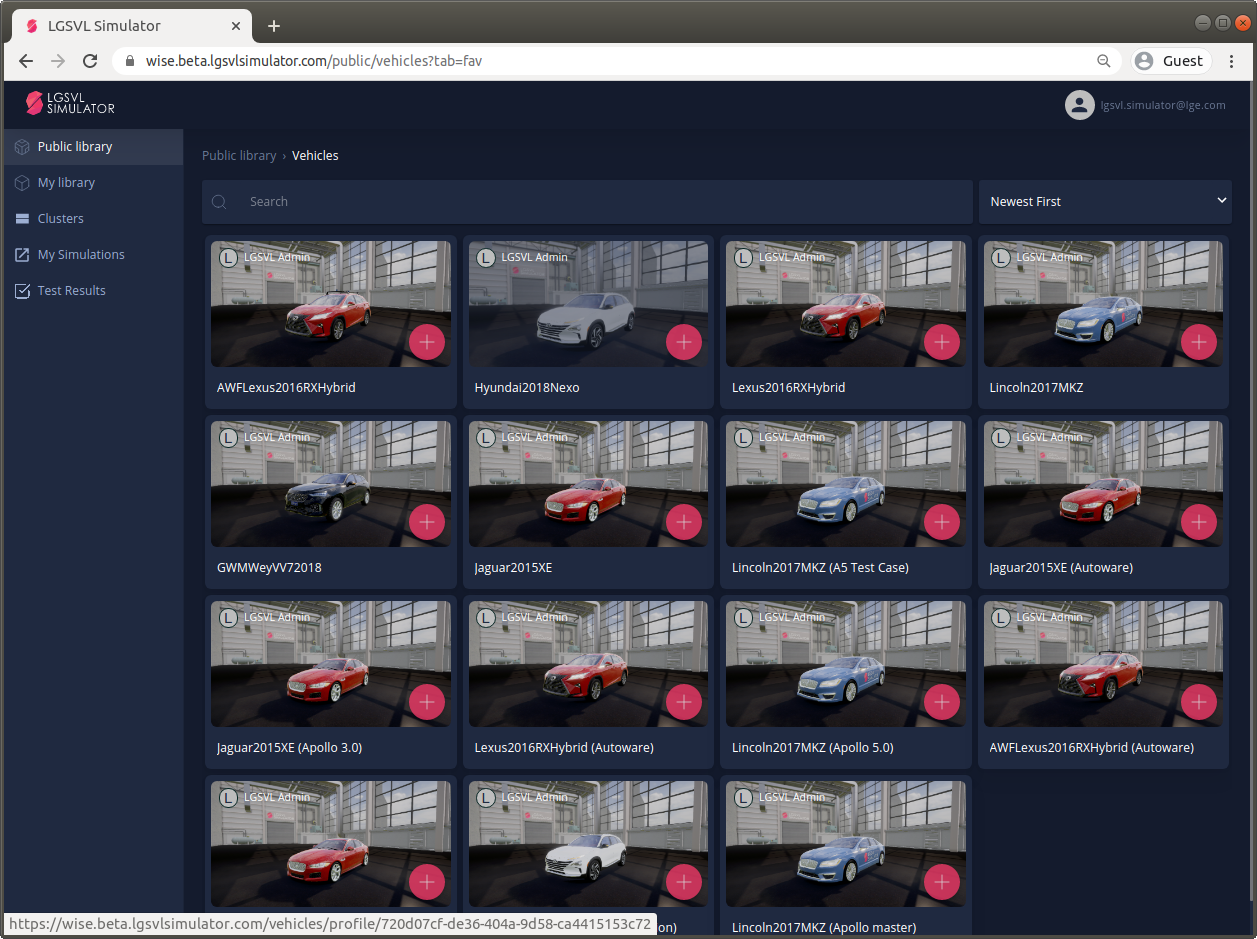 LGSVL Simulator
wise.beta.lgsvlsimulator.com/public/vehicles?tab=fav
Guest
LGSVL
SIMULATOR
lgsvl.simulator@lge.com
Public library
My library
Clusters
My Simulations
Test Results
Public library › Vehicles
Search
Newest First
L LGSVL Admin
AWFLexus2016RXHybrid
L LGSVL Admin
Hyundai2018Nexo
L LGSVL Admin
Lexus2016RXHybrid
L LGSVL Admin
Lincoln2017MKZ
L LGSVL Admin
GWMWeyVV72018
L LGSVL Admin
Jaguar2015XE
L LGSVL Admin
Lincoln2017MKZ (A5 Test Case)
L LGSVL Admin
Jaguar2015XE (Autoware)
L LGSVL Admin
Jaguar2015XE (Apollo 3.0)
L LGSVL Admin
Lexus2016RXHybrid (Autoware)
L LGSVL Admin
Lincoln2017MKZ (Apollo 5.0)
L LGSVL Admin
AWFLexus2016RXHybrid (Autoware)
L LGSVL Admin
L LGSVL Admin
on)
L LGSVL Admin
Lincoln2017MKZ (Apollo master)
https://wise.beta.lgsvlsimulator.com/vehicles/profile/720d07cf-de36-404a-9d58-ca4415153c72